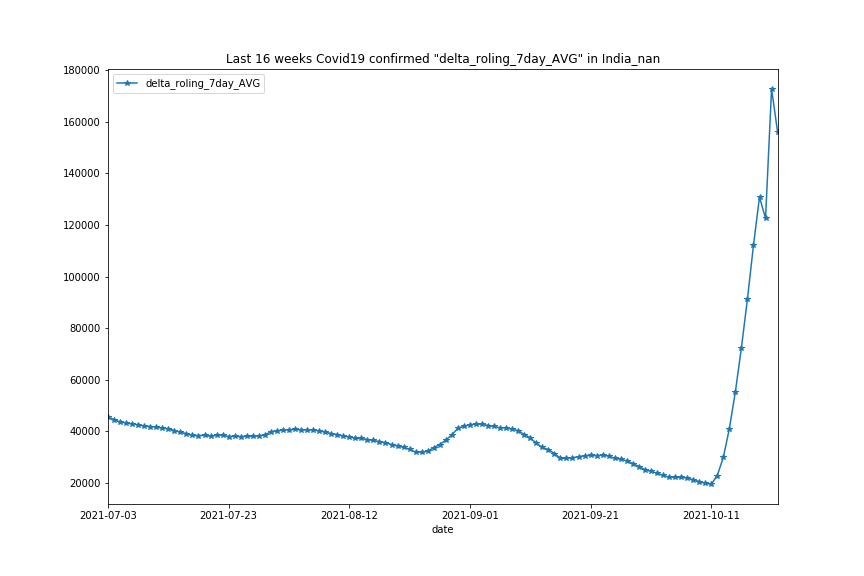 Last 16 weeks Covid19 confirmed "delta_roling_7day_AVG" in India_nan
delta_roling_7day_AVG
180000
160000
140000
120000
100000
80000
60000
40000
20000
2021-07-03 2021-07-23 2021-08-12 2021-09-01 2021-09-21 2021-10-11
date